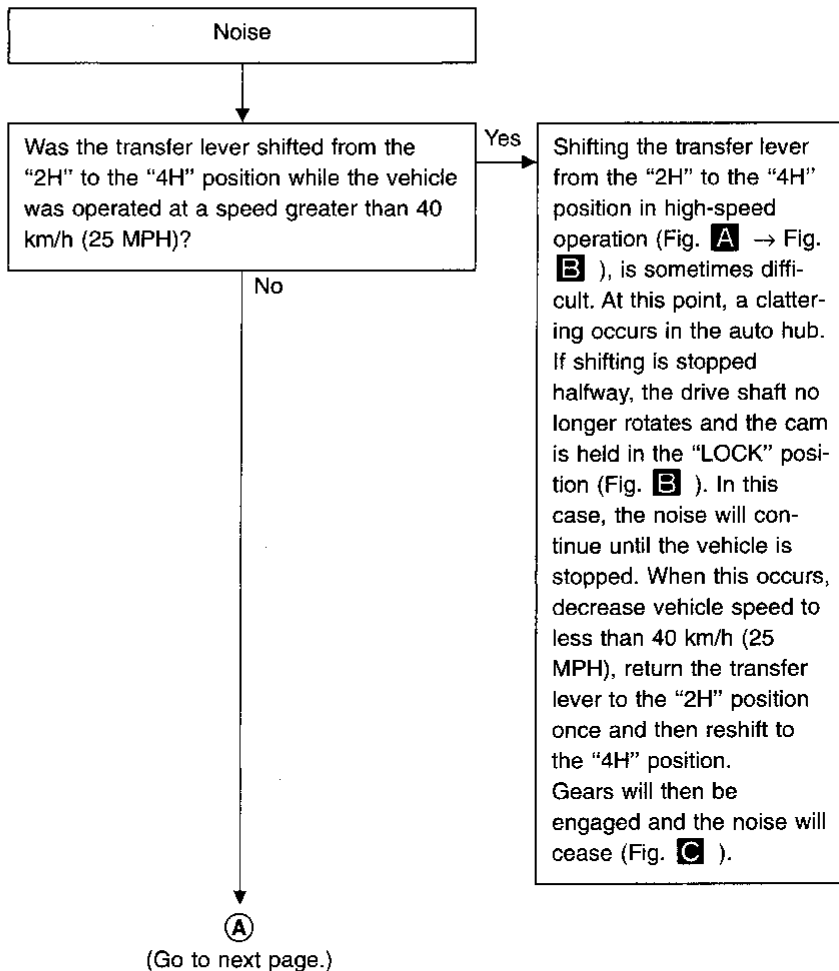 Noise
Was the transfer lever shifted from the
“2H” to the “4H” position while the vehicle
was operated at a speed greater than 40
km/h (25 MPH)?
Yes
No
Shifting the transfer lever
from the “2H” to the “4H”
position in high-speed
operation (Fig. A → Fig.
B ), is sometimes diffi-
cult. At this point, a clatter-
ing occurs in the auto hub.
If shifting is stopped
halfway, the drive shaft no
longer rotates and the cam
is held in the “LOCK” posi-
tion (Fig. B ). In this
case, the noise will con-
tinue until the vehicle is
stopped. When this occurs,
decrease vehicle speed to
less than 40 km/h (25
MPH), return the transfer
lever to the “2H” position
once and then reshift to
the “4H” position.
Gears will then be
engaged and the noise will
cease (Fig. C ).
A
(Go to next page.)